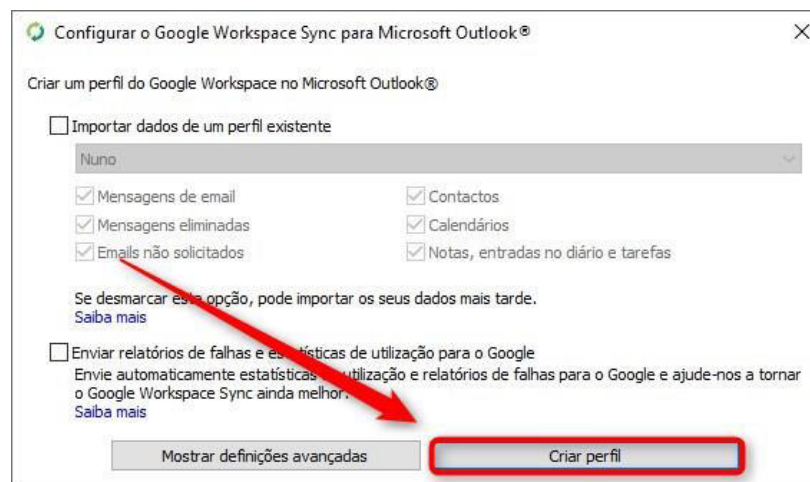 Configurar o Google Workspace Sync para Microsoft Outlook®
Criar um perfil do Google Workspace no Microsoft Outlook®
Importar dados de um perfil existente
Nuno
Mensagens de email
Contactos
Mensagens eliminadas
Calendários
Emails não solicitados
Notas, entradas no diário e tarefas
Se desmarcar esta opção, pode importar os seus dados mais tarde.
Saiba mais
Enviar relatórios de falhas e estatísticas de utilização para o Google
Envie automaticamente estatísticas utilização e relatórios de falhas para o Google e ajude-nos a tornar
o Google Workspace Sync ainda melhor.
Saiba mais
Mostrar definições avançadas
Criar perfil